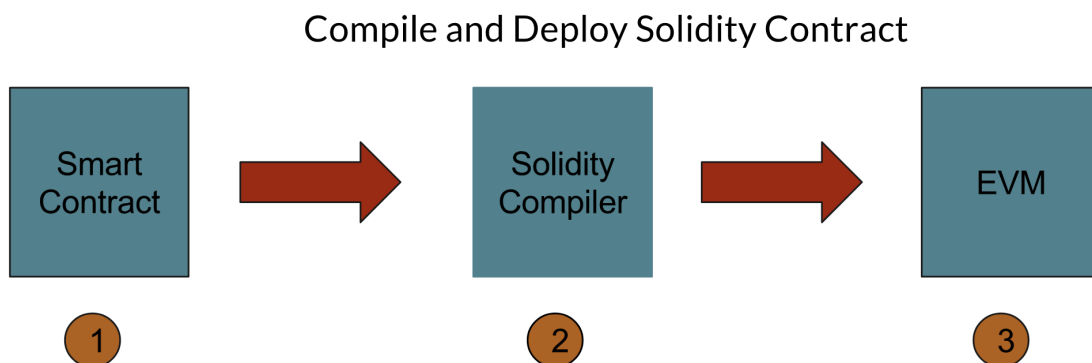 Compile and Deploy Solidity Contract
Smart
Contract
Solidity
Compiler
EVM
1
2
3